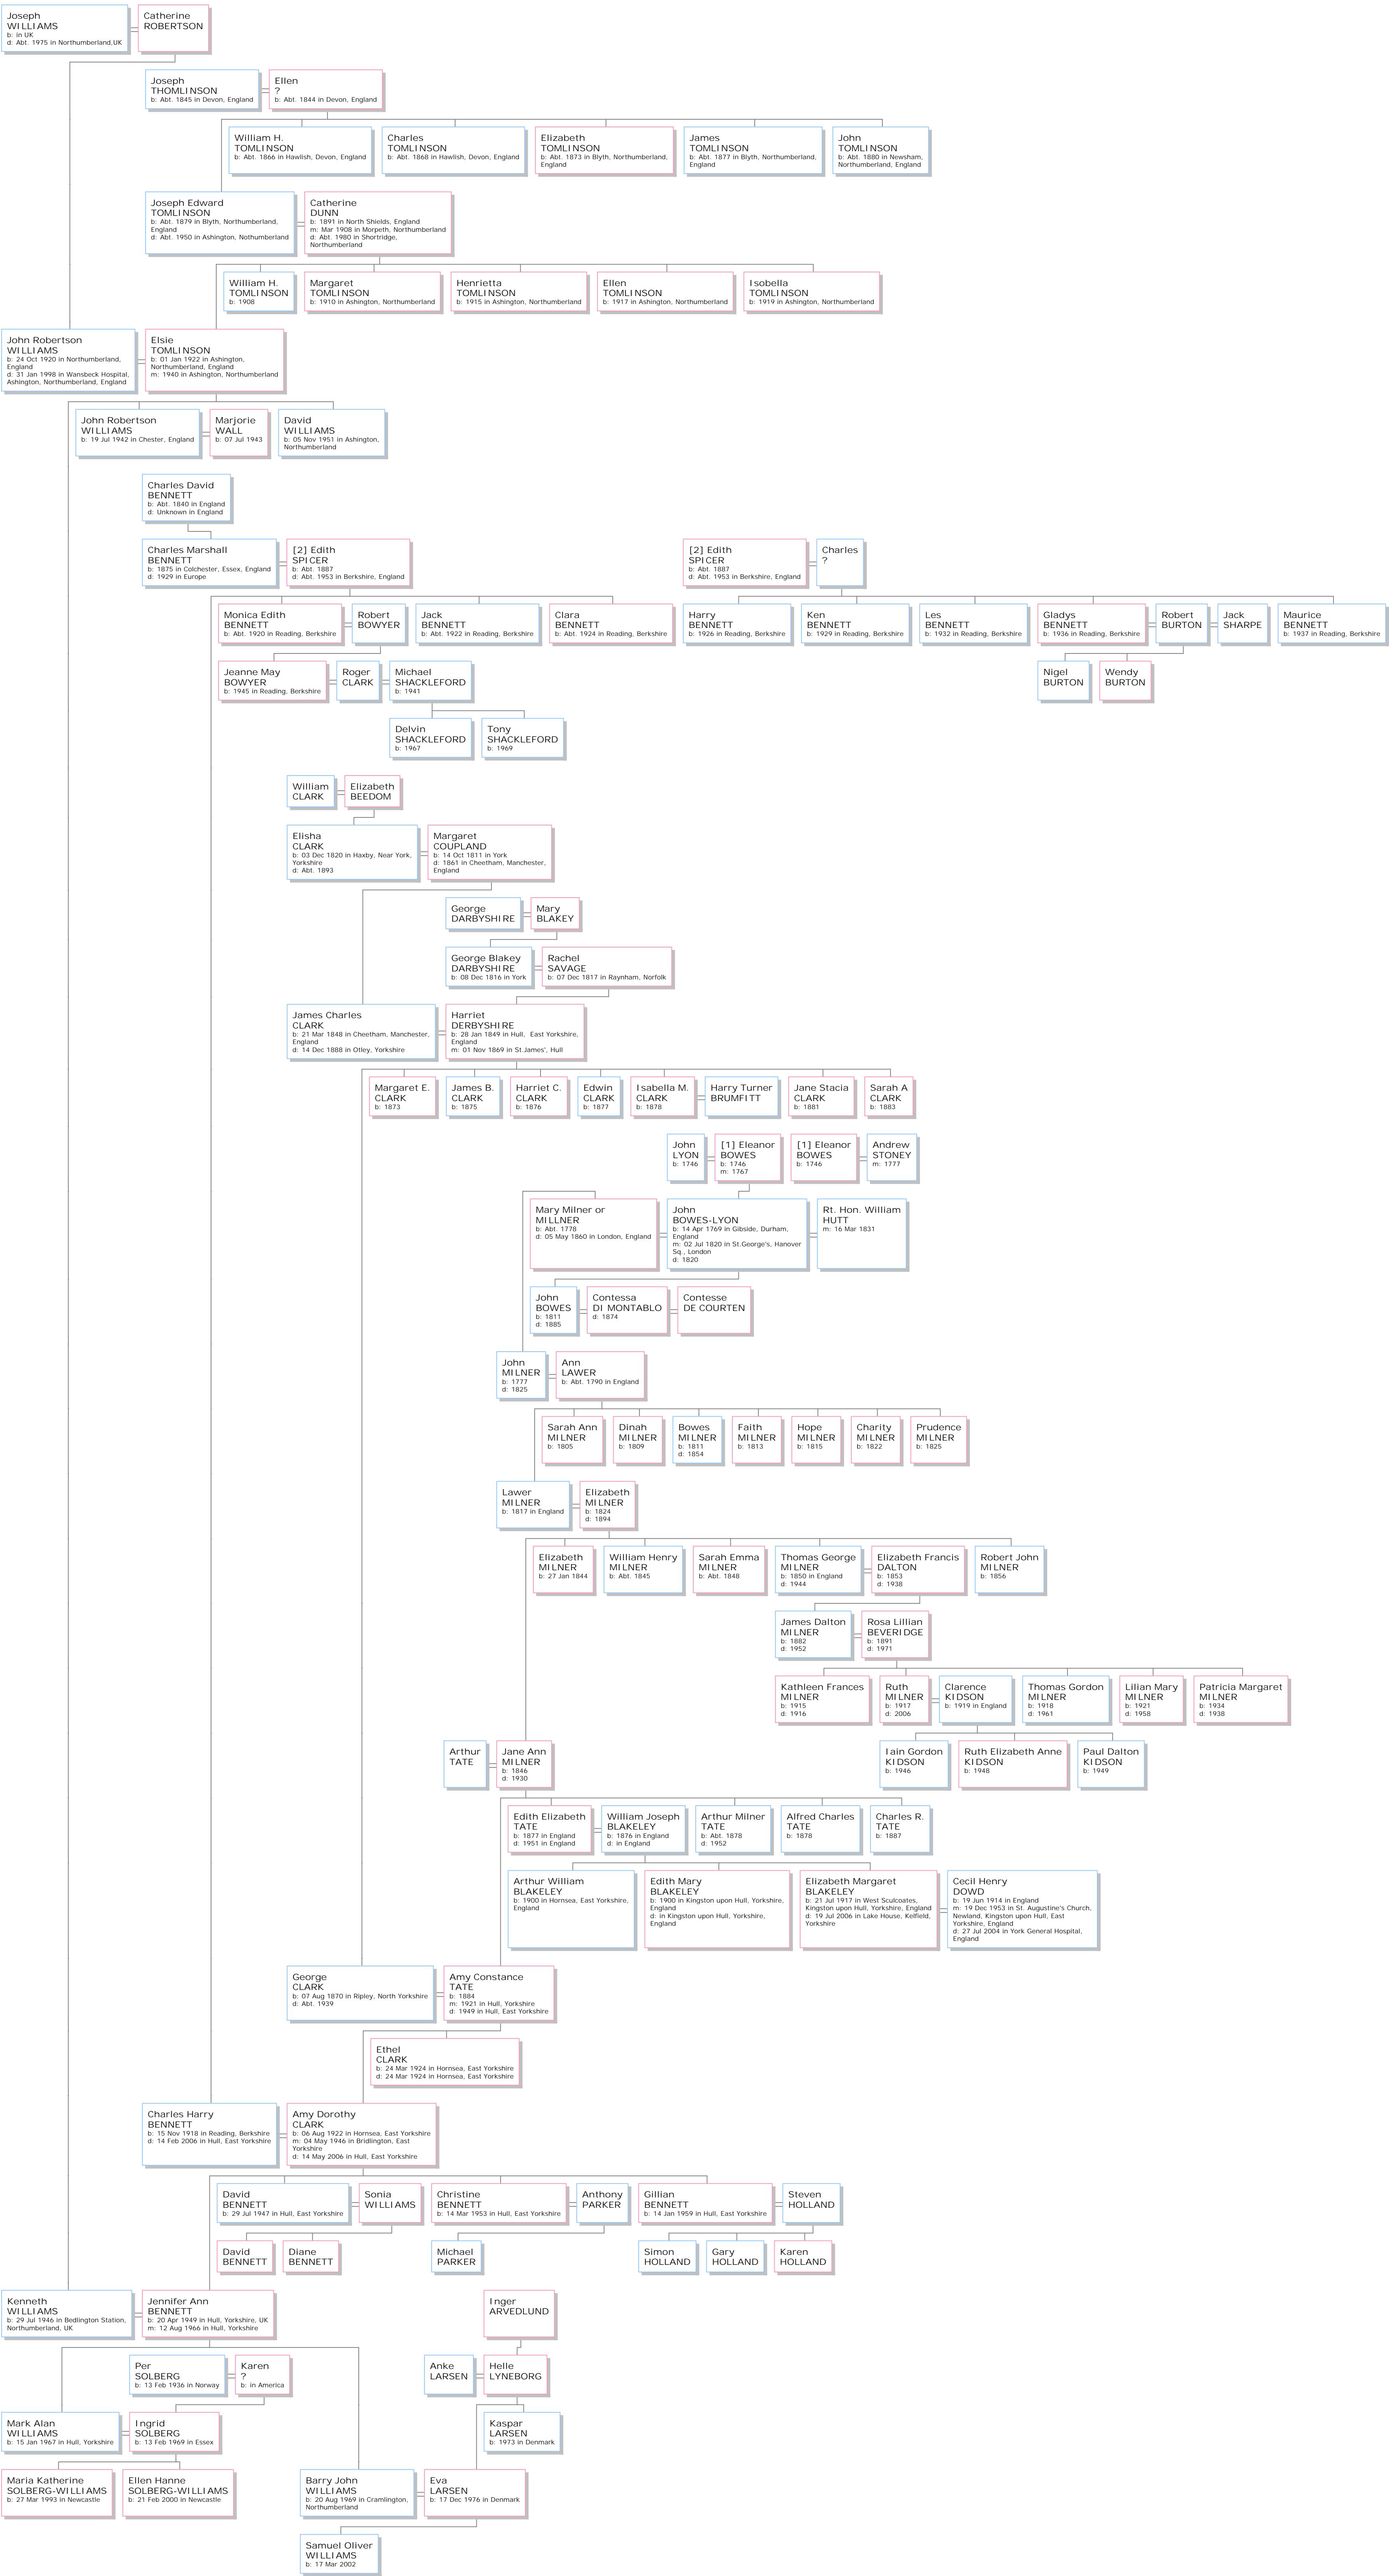 Joseph
WILLIAMS
b: in UK
d: Abt. 1975 in Northumberland,UK
Catherine
ROBERTSON
Joseph
THOMLINSON
b: Abt. 1845 in Devon, England
Ellen
?
b: Abt. 1844 in Devon, England
William H.
TOMLINSON
b: Abt. 1866 in Hawlish, Devon, England
Charles
TOMLINSON
b: Abt. 1868 in Hawlish, Devon, England
Elizabeth
TOMLINSON
b: Abt. 1873 in Blyth, Northumberland,
England
James
TOMLINSON
b: Abt. 1877 in Blyth, Northumberland,
England
John
TOMLINSON
b: Abt. 1880 in Newsham,
Northumberland, England
Joseph Edward
TOMLINSON
b: Abt. 1879 in Blyth, Northumberland,
England
d: Abt. 1950 in Ashington, Nothumberland
Catherine
DUNN
b: 1891 in North Shields, England
m: Mar 1908 in Morpeth, Northumberland
d: Abt. 1980 in Shortridge,
Northumberland
William H.
TOMLINSON
b: 1908
Margaret
TOMLINSON
b: 1910 in Ashington, Northumberland
Henrietta
TOMLINSON
b: 1915 in Ashington, Northumberland
Ellen
TOMLINSON
b: 1917 in Ashington, Northumberland
Isobella
TOMLINSON
b: 1919 in Ashington, Northumberland
John Robertson
WILLIAMS
b: 24 Oct 1920 in Northumberland,
England
d: 31 Jan 1998 in Wansbeck Hospital,
Ashington, Northumberland, England
Elsie
TOMLINSON
b: 01 Jan 1922 in Ashington,
Northumberland, England
m: 1940 in Ashington, Northumberland
John Robertson
WILLIAMS
b: 19 Jul 1942 in Chester, England
Marjorie
WALL
b: 07 Jul 1943
David
WILLIAMS
b: 05 Nov 1951 in Ashington,
Northumberland
Charles David
BENNETT
b: Abt. 1840 in England
d: Unknown in England
Charles Marshall
BENNETT
b: 1875 in Colchester, Essex, England
d: 1929 in Europe
[2] Edith
SPICER
b: Abt. 1887
d: Abt. 1953 in Berkshire, England
[2] Edith
SPICER
b: Abt. 1887
d: Abt. 1953 in Berkshire, England
Charles
?
Monica Edith
BENNETT
b: Abt. 1920 in Reading, Berkshire
Robert
BOWYER
Jack
BENNETT
b: Abt. 1922 in Reading, Berkshire
Clara
BENNETT
b: Abt. 1924 in Reading, Berkshire
Harry
BENNETT
b: 1926 in Reading, Berkshire
Ken
BENNETT
b: 1929 in Reading, Berkshire
Les
BENNETT
b: 1932 in Reading, Berkshire
Gladys
BENNETT
b: 1936 in Reading, Berkshire
Robert
BURTON
Jack
SHARPE
Maurice
BENNETT
b: 1937 in Reading, Berkshire
Jeanne May
BOWYER
b: 1945 in Reading, Berkshire
Roger
CLARK
Michael
SHACKLEFORD
b: 1941
Nigel
BURTON
Wendy
BURTON
Delvin
SHACKLEFORD
b: 1967
Tony
SHACKLEFORD
b: 1969
William
CLARK
Elizabeth
BEEDOM
Elisha
CLARK
b: 03 Dec 1820 in Haxby, Near York,
Yorkshire
d: Abt. 1893
Margaret
COUPLAND
b: 14 Oct 1811 in York
d: 1861 in Cheetham, Manchester,
England
George
DARBYSHIRE
Mary
BLAKEY
George Blakey
DARBYSHIRE
b: 08 Dec 1816 in York
Rachel
SAVAGE
b: 07 Dec 1817 in Raynham, Norfolk
James Charles
CLARK
b: 21 Mar 1848 in Cheetham, Manchester,
England
d: 14 Dec 1888 in Otley, Yorkshire
Harriet
DERBYSHIRE
b: 28 Jan 1849 in Hull, East Yorkshire,
England
m: 01 Nov 1869 in St.James', Hull
Margaret E.
CLARK
b: 1873
James B.
CLARK
b: 1875
Harriet C.
CLARK
b: 1876
Edwin
CLARK
b: 1877
Isabella M.
CLARK
b: 1878
Harry Turner
BRUMFITT
Jane Stacia
CLARK
b: 1881
Sarah A
CLARK
b: 1883
John
LYON
b: 1746
[1] Eleanor
BOWES
b: 1746
m: 1767
[1] Eleanor
BOWES
b: 1746
Andrew
STONEY
m: 1777
Mary Milner or
MILLNER
b: Abt. 1778
d: 05 May 1860 in London, England
John
BOWES-LYON
b: 14 Apr 1769 in Gibside, Durham,
England
m: 02 Jul 1820 in St.George's, Hanover
Sq., London
d: 1820
Rt. Hon. William
HUTT
m: 16 Mar 1831
John
BOWES
b: 1811
d: 1885
Contessa
DI MONTABLO
d: 1874
Contesse
DE COURTEN
John
MILNER
b: 1777
d: 1825
Ann
LAWER
b: Abt. 1790 in England
Sarah Ann
MILNER
b: 1805
Dinah
MILNER
b: 1809
Bowes
MILNER
b: 1811
d: 1854
Faith
MILNER
b: 1813
Hope
MILNER
b: 1815
Charity
MILNER
b: 1822
Prudence
MILNER
b: 1825
Lawer
MILNER
b: 1817 in England
Elizabeth
MILNER
b: 1824
d: 1894
Elizabeth
MILNER
b: 27 Jan 1844
William Henry
MILNER
b: Abt. 1845
Sarah Emma
MILNER
b: Abt. 1848
Thomas George
MILNER
b: 1850 in England
d: 1944
Elizabeth Francis
DALTON
b: 1853
d: 1938
Robert John
MILNER
b: 1856
James Dalton
MILNER
b: 1882
d: 1952
Rosa Lillian
BEVERIDGE
b: 1891
d: 1971
Kathleen Frances
MILNER
b: 1915
d: 1916
Ruth
MILNER
b: 1917
d: 2006
Clarence
KIDSON
b: 1919 in England
Thomas Gordon
MILNER
b: 1918
d: 1961
Lilian Mary
MILNER
b: 1921
d: 1958
Patricia Margaret
MILNER
b: 1934
d: 1938
Arthur
TATE
Jane Ann
MILNER
b: 1846
d: 1930
Iain Gordon
KIDSON
b: 1946
Ruth Elizabeth Anne
KIDSON
b: 1948
Paul Dalton
KIDSON
b: 1949
Edith Elizabeth
TATE
b: 1877 in England
d: 1951 in England
William Joseph
BLAKELEY
b: 1876 in England
d: in England
Arthur Milner
TATE
b: Abt. 1878
d: 1952
Alfred Charles
TATE
b: 1878
Charles R.
TATE
b: 1887
Arthur William
BLAKELEY
b: 1900 in Hornsea, East Yorkshire,
England
Edith Mary
BLAKELEY
b: 1900 in Kingston upon Hull, Yorkshire,
England
d: in Kingston upon Hull, Yorkshire,
England
Elizabeth Margaret
BLAKELEY
b: 21 Jul 1917 in West Sculcoates,
Kingston upon Hull, Yorkshire, England
d: 19 Jul 2006 in Lake House, Kelfield,
Yorkshire
Cecil Henry
DOWD
b: 19 Jun 1914 in England
m: 19 Dec 1953 in St. Augustine's Church,
Newland, Kingston upon Hull, East
Yorkshire, England
d: 27 Jul 2004 in York General Hospital,
England
George
CLARK
b: 07 Aug 1870 in Ripley, North Yorkshire
d: Abt. 1939
Amy Constance
TATE
b: 1884
m: 1921 in Hull, Yorkshire
d: 1949 in Hull, East Yorkshire
Ethel
CLARK
b: 24 Mar 1924 in Hornsea, East Yorkshire
d: 24 Mar 1924 in Hornsea, East Yorkshire
Charles Harry
BENNETT
b: 15 Nov 1918 in Reading, Berkshire
d: 14 Feb 2006 in Hull, East Yorkshire
Amy Dorothy
CLARK
b: 06 Aug 1922 in Hornsea, East Yorkshire
m: 04 May 1946 in Bridlington, East
Yorkshire
d: 14 May 2006 in Hull, East Yorkshire
David
BENNETT
b: 29 Jul 1947 in Hull, East Yorkshire
Sonia
WILLIAMS
Christine
BENNETT
b: 14 Mar 1953 in Hull, East Yorkshire
Anthony
PARKER
Gillian
BENNETT
b: 14 Jan 1959 in Hull, East Yorkshire
Steven
HOLLAND
David
BENNETT
Diane
BENNETT
Michael
PARKER
Simon
HOLLAND
Gary
HOLLAND
Karen
HOLLAND
Kenneth
WILLIAMS
b: 29 Jul 1946 in Bedlington Station,
Northumberland, UK
Jennifer Ann
BENNETT
b: 20 Apr 1949 in Hull, Yorkshire, UK
m: 12 Aug 1966 in Hull, Yorkshire
Inger
ARVEDLUND
Per
SOLBERG
b: 13 Feb 1936 in Norway
Karen
?
b: in America
Anke
LARSEN
Helle
LYNEBORG
Mark Alan
WILLIAMS
b: 15 Jan 1967 in Hull, Yorkshire
Ingrid
SOLBERG
b: 13 Feb 1969 in Essex
Kaspar
LARSEN
b: 1973 in Denmark
Maria Katherine
SOLBERG-WILLIAMS
b: 27 Mar 1993 in Newcastle
Ellen Hanne
SOLBERG-WILLIAMS
b: 21 Feb 2000 in Newcastle
Barry John
WILLIAMS
b: 20 Aug 1969 in Cramlington,
Northumberland
Eva
LARSEN
b: 17 Dec 1976 in Denmark
Samuel Oliver
WILLIAMS
b: 17 Mar 2002